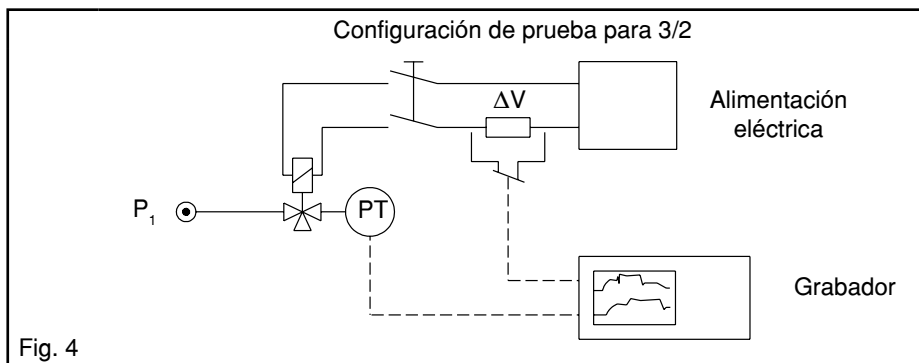 Configuración de prueba para 3/2
ΔV
Alimentación
eléctrica
P₁
PT
Grabador
Fig. 4